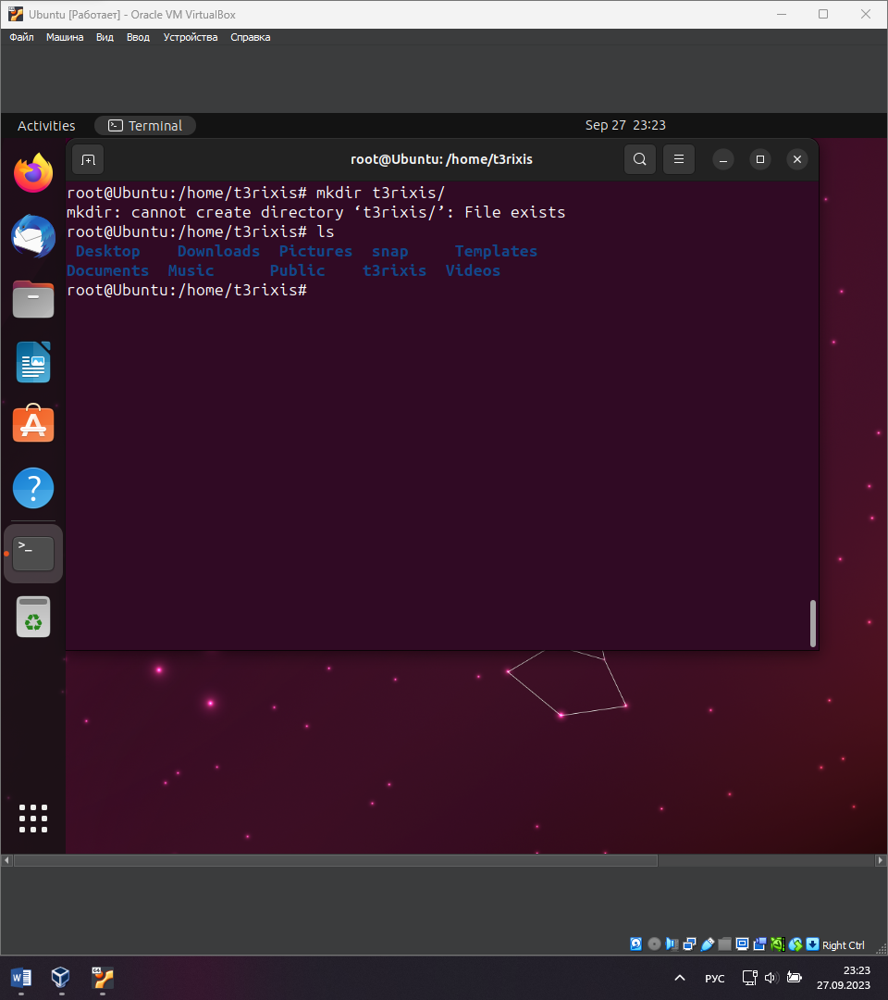 Ubuntu [Работает] - Oracle VM VirtualBox
Файл Машина Вид Ввод Устройства Справка
Activities Terminal Sep 27 23:23
root@Ubuntu: /home/t3rixis
root@Ubuntu:/home/t3rixis# mkdir t3rixis/
mkdir: cannot create directory ‘t3rixis/’: File exists
root@Ubuntu:/home/t3rixis# ls
Desktop Downloads Pictures snap Templates
Documents Music Public t3rixis Videos
root@Ubuntu:/home/t3rixis#
Right Ctrl
РУС
23:23
27.09.2023